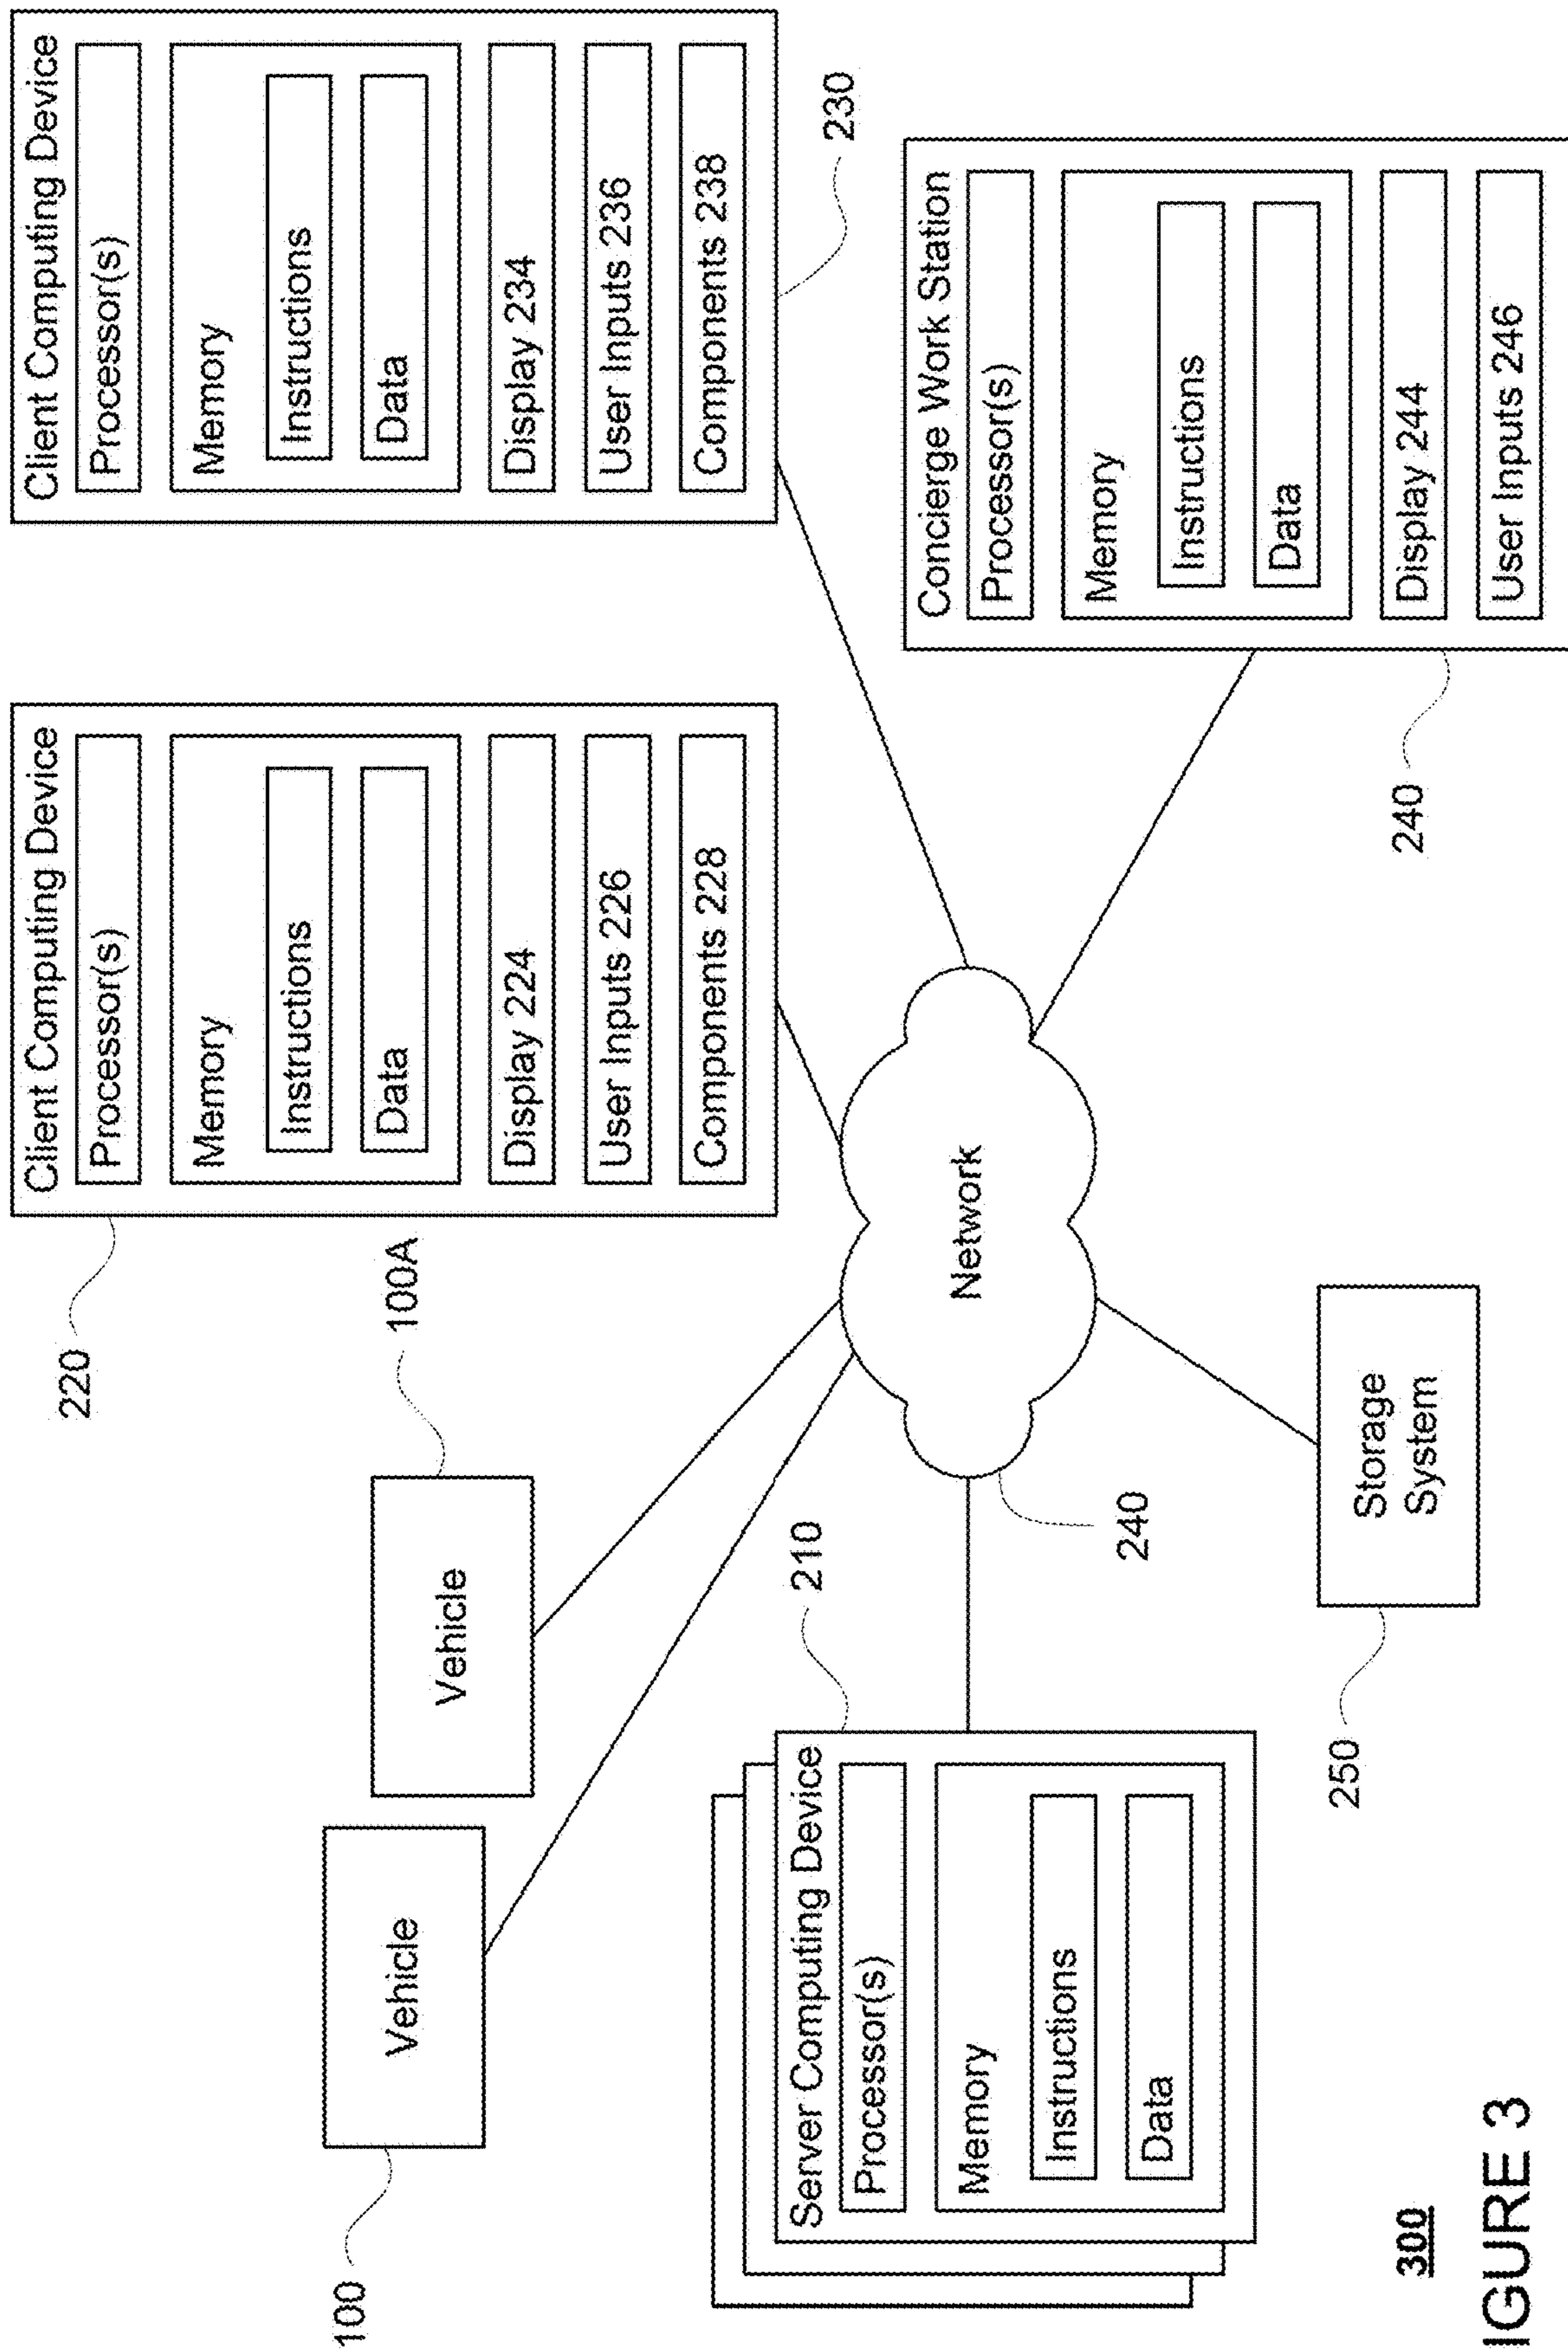 100
Vehicle
100A
Vehicle
220
Client Computing Device
Processor(s)
Memory
Instructions
Data
Display 224
User Inputs 226
Components 228
Client Computing Device
Processor(s)
Memory
Instructions
Data
Display 234
User Inputs 236
Components 238
230
210
Server Computing Device
Processor(s)
Memory
Instructions
Data
Network
240
Concierge Work Station
Processor(s)
Memory
Instructions
Data
Display 244
User Inputs 246
240
250
Storage
System
300
IGURE 3